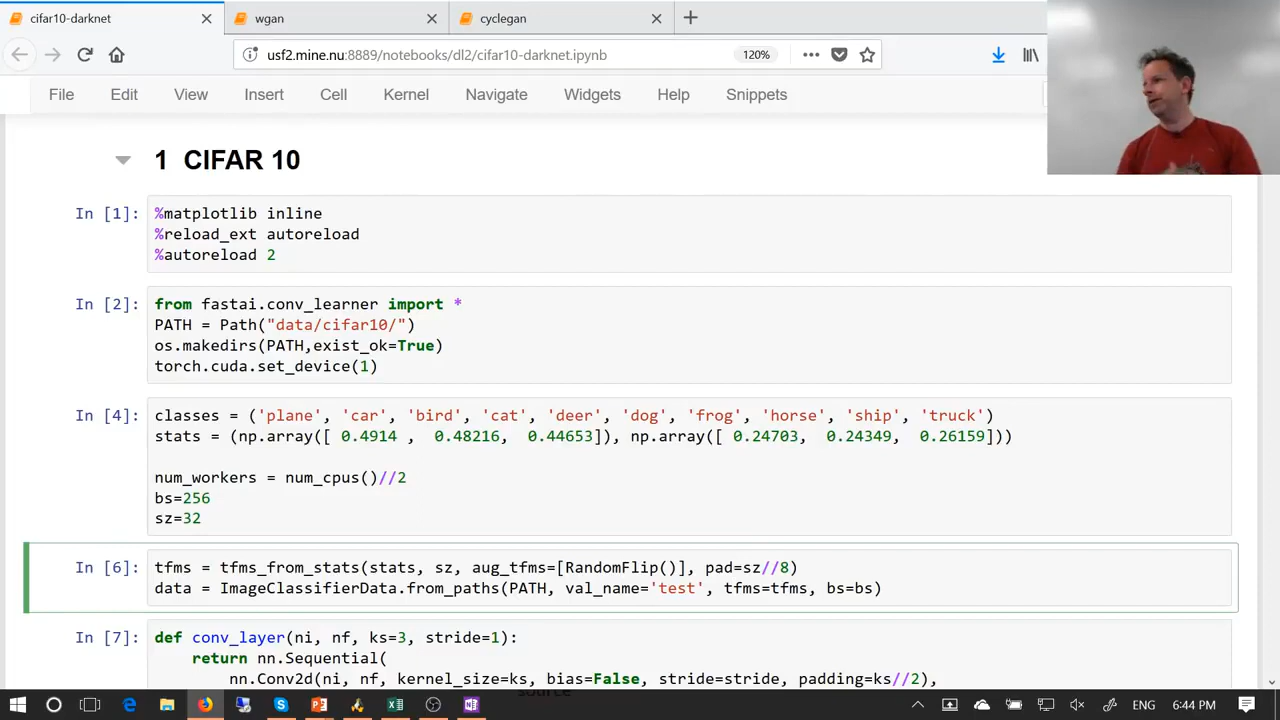 cifar10-darknet
wgan
cyclegan
usf2.mine.nu:8889/notebooks/dl2/cifar10-darknet.ipynb
120%
File Edit View Insert Cell Kernel Navigate Widgets Help Snippets
1 CIFAR 10
In [1]:
%matplotlib inline
%reload_ext autoreload
%autoreload 2
In [2]:
from fastai.conv_learner import *
PATH = Path("data/cifar10/")
os.makedirs(PATH,exist_ok=True)
torch.cuda.set_device(1)
In [4]:
classes = ('plane', 'car', 'bird', 'cat', 'deer', 'dog', 'frog', 'horse', 'ship', 'truck')
stats = (np.array([ 0.4914 , 0.48216, 0.44653]), np.array([ 0.24703, 0.24349, 0.26159]))
num_workers = num_cpus()//2
bs=256
sz=32
In [6]:
tfms = tfms_from_stats(stats, sz, aug_tfms=[RandomFlip()], pad=sz//8)
data = ImageClassifierData.from_paths(PATH, val_name='test', tfms=tfms, bs=bs)
In [7]:
def conv_layer(ni, nf, ks=3, stride=1):
return nn.Sequential(
nn.Conv2d(ni, nf, kernel_size=ks, bias=False, stride=stride, padding=ks//2),
source
ENG
6:44 PM